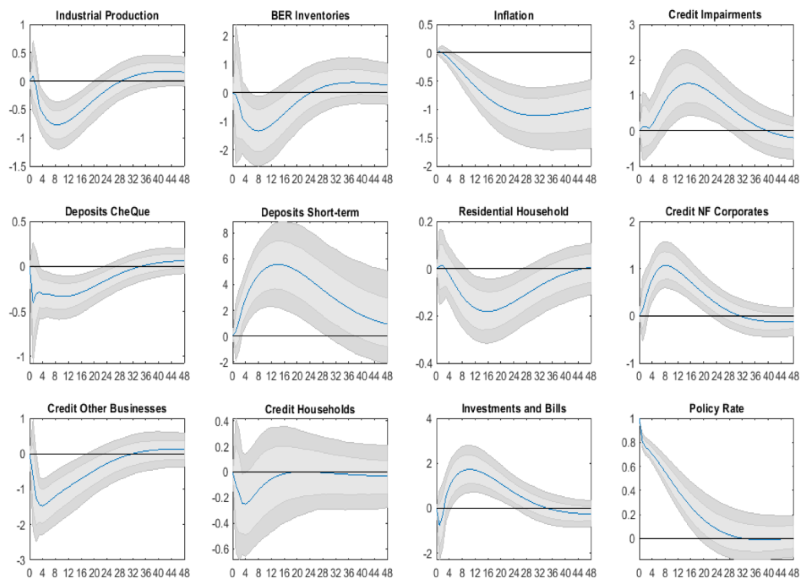 Industrial Production
1
0.5
0
-0.5
-1
-1.5
0 4 8 12 16 20 24 28 32 36 40 44 48
BER Inventories
2
1
0
-1
-2
0 4 8 12 16 20 24 28 32 36 40 44 48
Inflation
0.5
0
-0.5
-1
-1.5
-2
0 4 8 12 16 20 24 28 32 36 40 44 48
Credit Impairments
3
2
1
0
-1
0 4 8 12 16 20 24 28 32 36 40 44 48
Deposits CheQue
0.5
0
-0.5
-1
0 4 8 12 16 20 24 28 32 36 40 44 48
Deposits Short-term
8
6
4
2
0
-2
0 4 8 12 16 20 24 28 32 36 40 44 48
Residential Household
0.2
0
-0.2
-0.4
0 4 8 12 16 20 24 28 32 36 40 44 48
Credit NF Corporates
2
1
0
-1
0 4 8 12 16 20 24 28 32 36 40 44 48
Credit Other Businesses
1
0
-1
-2
-3
0 4 8 12 16 20 24 28 32 36 40 44 48
Credit Households
0.4
0.2
0
-0.2
-0.4
-0.6
0 4 8 12 16 20 24 28 32 36 40 44 48
Investments and Bills
4
2
0
-2
0 4 8 12 16 20 24 28 32 36 40 44 48
Policy Rate
1
0.8
0.6
0.4
0.2
0
0 4 8 12 16 20 24 28 32 36 40 44 48